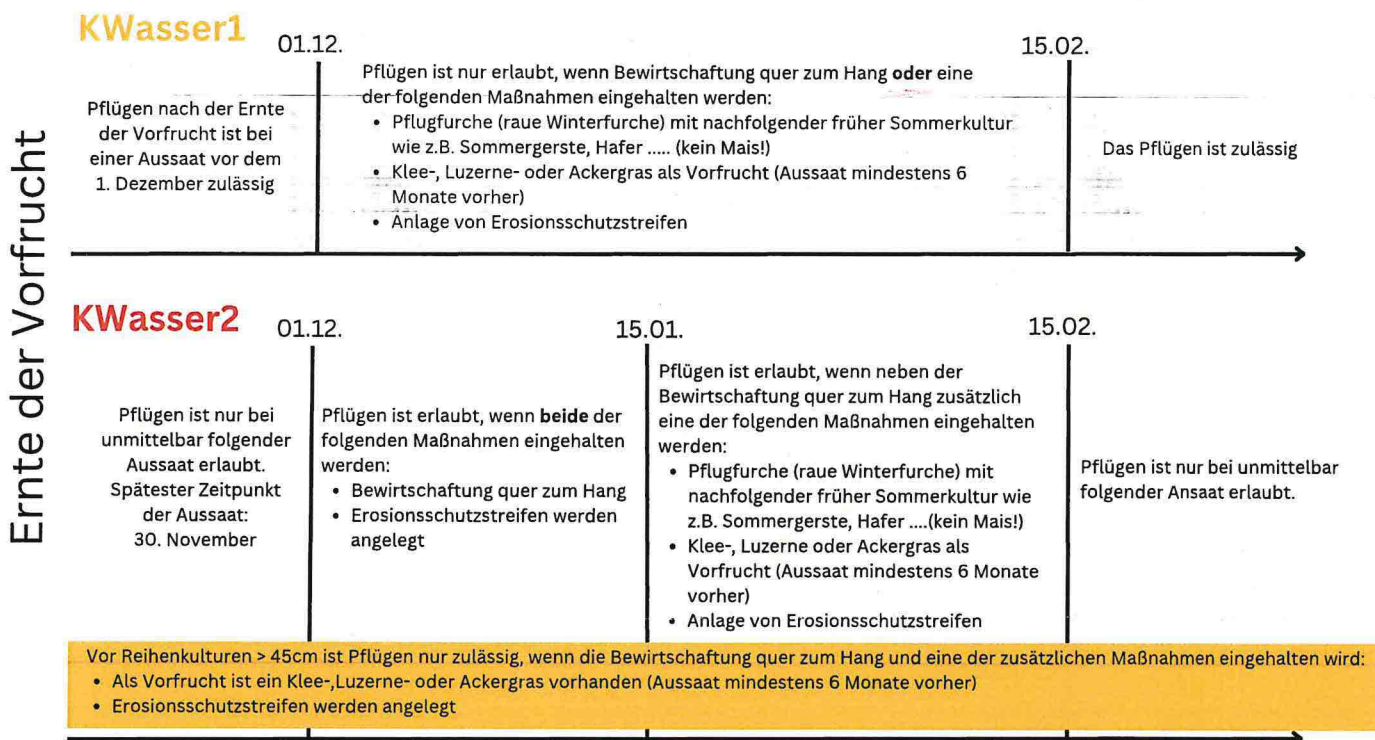 Ernte der Vorfrucht
KWasser1
01.12.
15.02.
Pflügen nach der Ernte
der Vorfrucht ist bei
einer Aussaat vor dem
1. Dezember zulässig
Pflügen ist nur erlaubt, wenn Bewirtschaftung quer zum Hang oder eine
der folgenden Maßnahmen eingehalten werden:
• Pflugfurche (raue Winterfurche) mit nachfolgender früher Sommerkultur
wie z.B. Sommergerste, Hafer ..... (kein Mais!)
• Klee-, Luzerne- oder Ackergras als Vorfrucht (Aussaat mindestens 6
Monate vorher)
• Anlage von Erosionsschutzstreifen
Das Pflügen ist zulässig
KWasser2
01.12.
15.01.
15.02.
Pflügen ist nur bei
unmittelbar folgender
Aussaat erlaubt.
Spätester Zeitpunkt
der Aussaat:
30. November
Pflügen ist erlaubt, wenn beide der
folgenden Maßnahmen eingehalten
werden:
• Bewirtschaftung quer zum Hang
• Erosionsschutzstreifen werden
angelegt
Pflügen ist erlaubt, wenn neben der
Bewirtschaftung quer zum Hang zusätzlich
eine der folgenden Maßnahmen eingehalten
werden:
• Pflugfurche (raue Winterfurche) mit
nachfolgender früher Sommerkultur wie
z.B. Sommergerste, Hafer ....(kein Mais!)
• Klee-, Luzerne oder Ackergras als
Vorfrucht (Aussaat mindestens 6 Monate
vorher)
• Anlage von Erosionsschutzstreifen
Pflügen ist nur bei unmittelbar
folgender Ansaat erlaubt.
Vor Reihenkulturen > 45cm ist Pflügen nur zulässig, wenn die Bewirtschaftung quer zum Hang und eine der zusätzlichen Maßnahmen eingehalten wird:
• Als Vorfrucht ist ein Klee-,Luzerne- oder Ackergras vorhanden (Aussaat mindestens 6 Monate vorher)
• Erosionsschutzstreifen werden angelegt